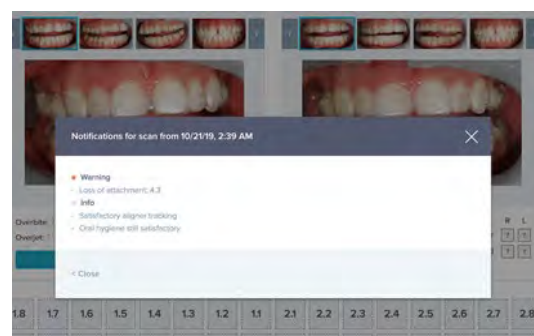 Notifications for scan from 10/21/19, 2:39 AM
Warning
- Loss of attachment: 4.3
Info
- Satisfactory aligner tracking
- Oral hygiene still satisfactory
Overbite:
R L
Overjet:
< Close
1.8 1.7 1.6 1.5 1.4 1.3 1.2 1.1 2.1 2.2 2.3 2.4 2.5 2.6 2.7 2.8